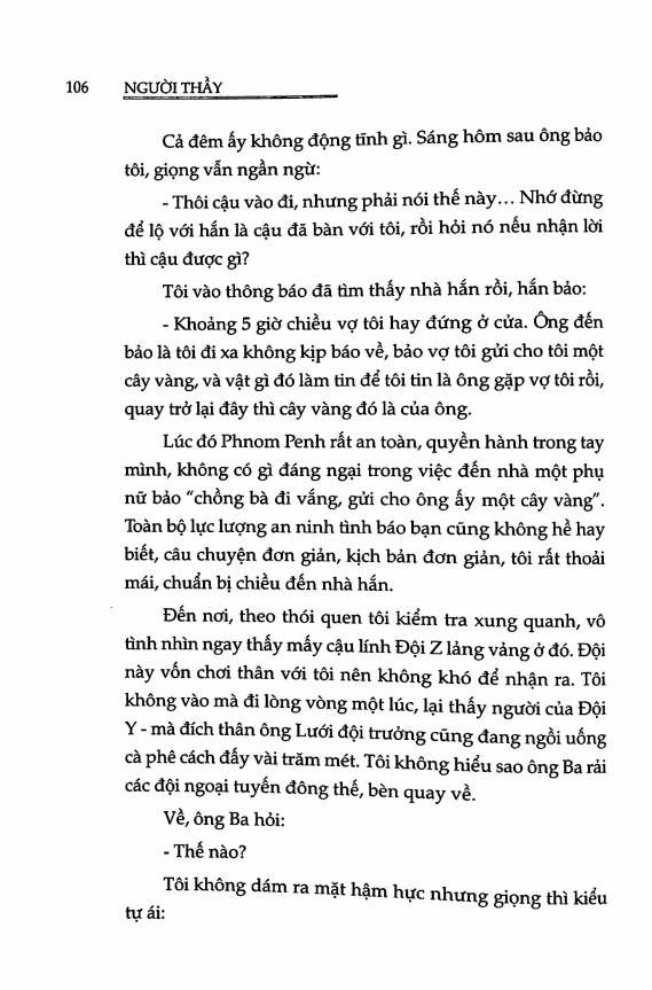 106 NGƯỜI THẦY
Cả đêm ấy không động tĩnh gì. Sáng hôm sau ông bảo
tôi, giọng vẫn ngần ngừ:
- Thôi cậu vào đi, nhưng phải nói thế này... Nhớ đừng
để lộ với hắn là cậu đã bàn với tôi, rồi hỏi nó nếu nhận lời
thì cậu được gì?
Tôi vào thông báo đã tìm thấy nhà hắn rồi, hắn bảo:
- Khoảng 5 giờ chiều vợ tôi hay đứng ở cửa. Ông đến
bảo là tôi đi xa không kịp báo về, bảo vợ tôi gửi cho tôi một
cây vàng, và vật gì đó làm tin để tôi tin là ông gặp vợ tôi rồi,
quay trở lại đây thì cây vàng đó là của ông.
Lúc đó Phnom Penh rất an toàn, quyền hành trong tay
mình, không có gì đáng ngại trong việc đến nhà một phụ
nữ bảo “chồng bà đi vắng, gửi cho ông ấy một cây vàng”.
Toàn bộ lực lượng an ninh tình báo bạn cũng không hề hay
biết, câu chuyện đơn giản, kịch bản đơn giản, tôi rất thoải
mái, chuẩn bị chiều đến nhà hắn.
Đến nơi, theo thói quen tôi kiểm tra xung quanh, vô
tình nhìn ngay thấy mấy cậu lính Đội Z lảng vảng ở đó. Đội
này vốn chơi thân với tôi nên không khó để nhận ra. Tôi
không vào mà đi lòng vòng một lúc, lại thấy người của Đội
Y - mà đích thân ông Lưới đội trưởng cũng đang ngồi uống
cà phê cách đấy vài trăm mét. Tôi không hiểu sao ông Ba rải
các đội ngoại tuyến đông thế, bèn quay về.
Về, ông Ba hỏi:
- Thế nào?
Tôi không dám ra mặt hậm hực nhưng giọng thì kiểu
tự ái: